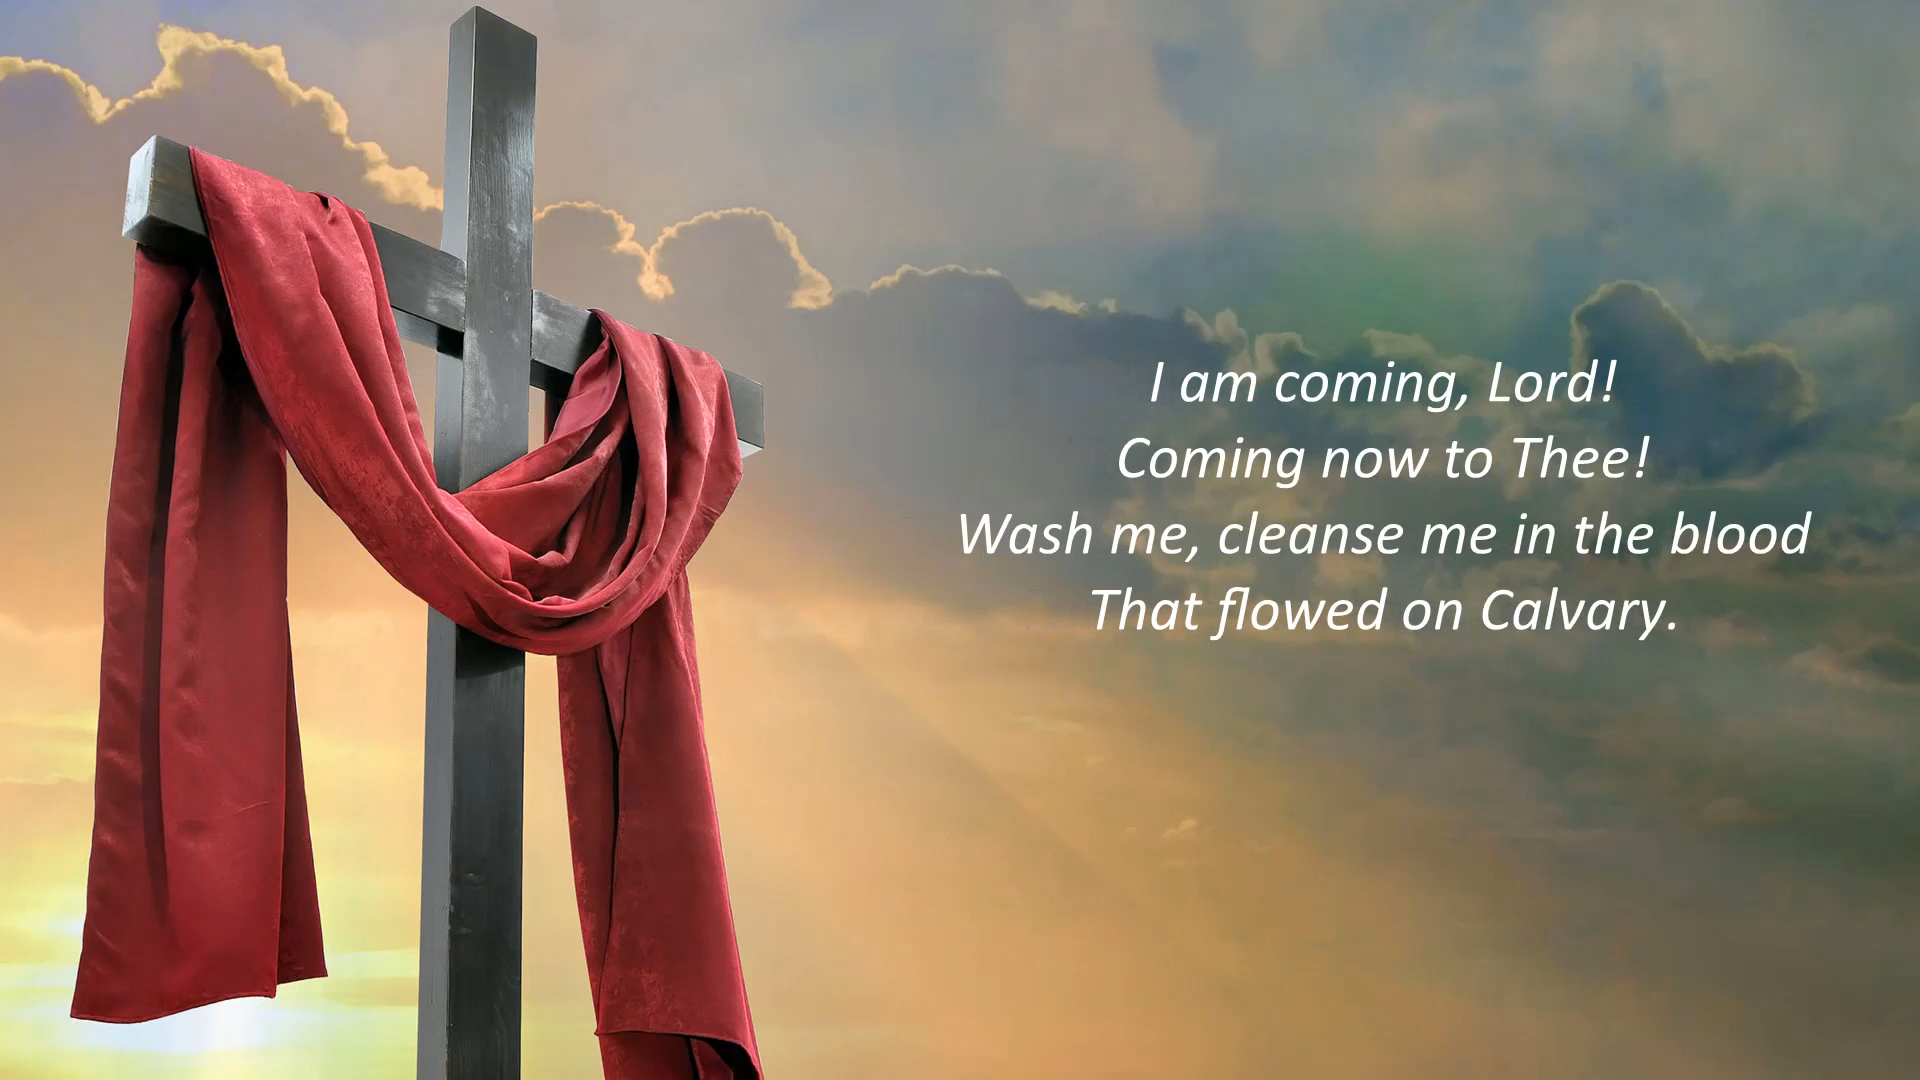 I am coming, Lord!
Coming now to Thee!
Wash me, cleanse me in the blood
That flowed on Calvary.